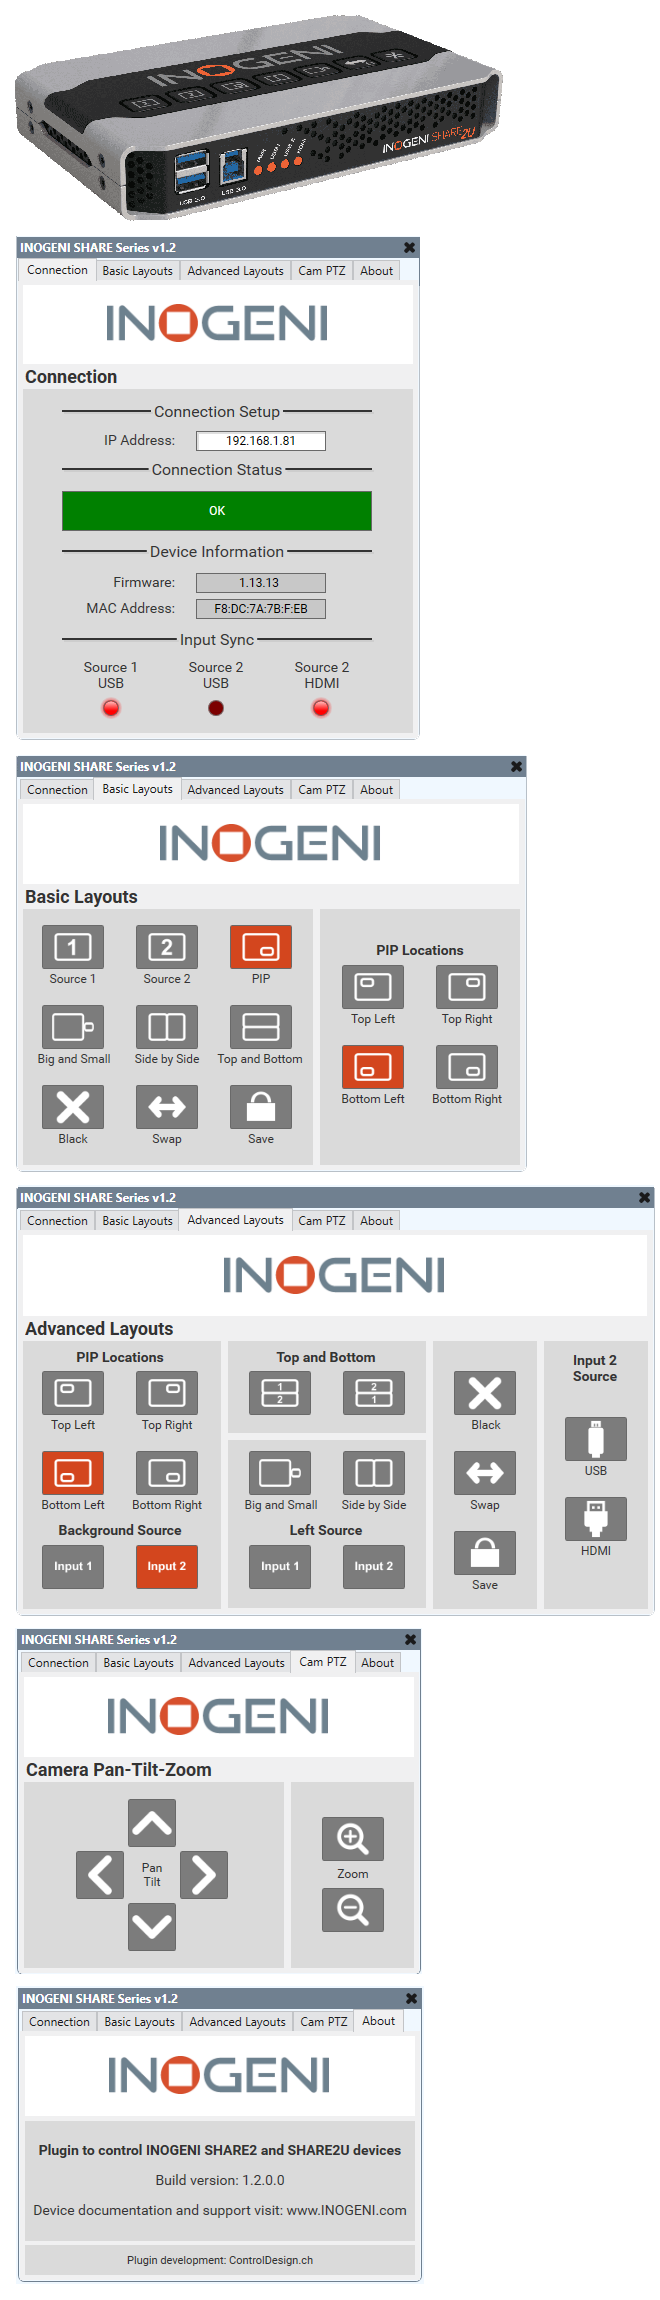 INOGENI
1
2
USB 3.0
USB 3.0
USB 1
USB 2
HDMI
INOGENI SHARE2U
INOGENI SHARE Series v1.2
Connection
Basic Layouts
Advanced Layouts
Cam PTZ
About
INOGENI
Connection
Connection Setup
IP Address: 192.168.1.81
Connection Status
OK
Device Information
Firmware: 1.13.13
MAC Address: F8:DC:7A:7B:F:EB
Input Sync
Source 1
USB
Source 2
USB
Source 2
HDMI
INOGENI SHARE Series v1.2
Connection
Basic Layouts
Advanced Layouts
Cam PTZ
About
INOGENI
Basic Layouts
1
Source 1
2
Source 2
PIP
Big and Small
Side by Side
Top and Bottom
Black
Swap
Save
PIP Locations
Top Left
Top Right
Bottom Left
Bottom Right
INOGENI SHARE Series v1.2
Connection
Basic Layouts
Advanced Layouts
Cam PTZ
About
INOGENI
Advanced Layouts
PIP Locations
Top Left
Top Right
Bottom Left
Bottom Right
Background Source
Input 1
Input 2
Top and Bottom
1
2
2
1
Big and Small
Side by Side
Left Source
Input 1
Input 2
Black
Swap
Save
Input 2
Source
USB
HDMI
INOGENI SHARE Series v1.2
Connection
Basic Layouts
Advanced Layouts
Cam PTZ
About
INOGENI
Camera Pan-Tilt-Zoom
Pan
Tilt
Zoom
INOGENI SHARE Series v1.2
Connection
Basic Layouts
Advanced Layouts
Cam PTZ
About
INOGENI
Plugin to control INOGENI SHARE2 and SHARE2U devices
Build version: 1.2.0.0
Device documentation and support visit: www.INOGENI.com
Plugin development: ControlDesign.ch